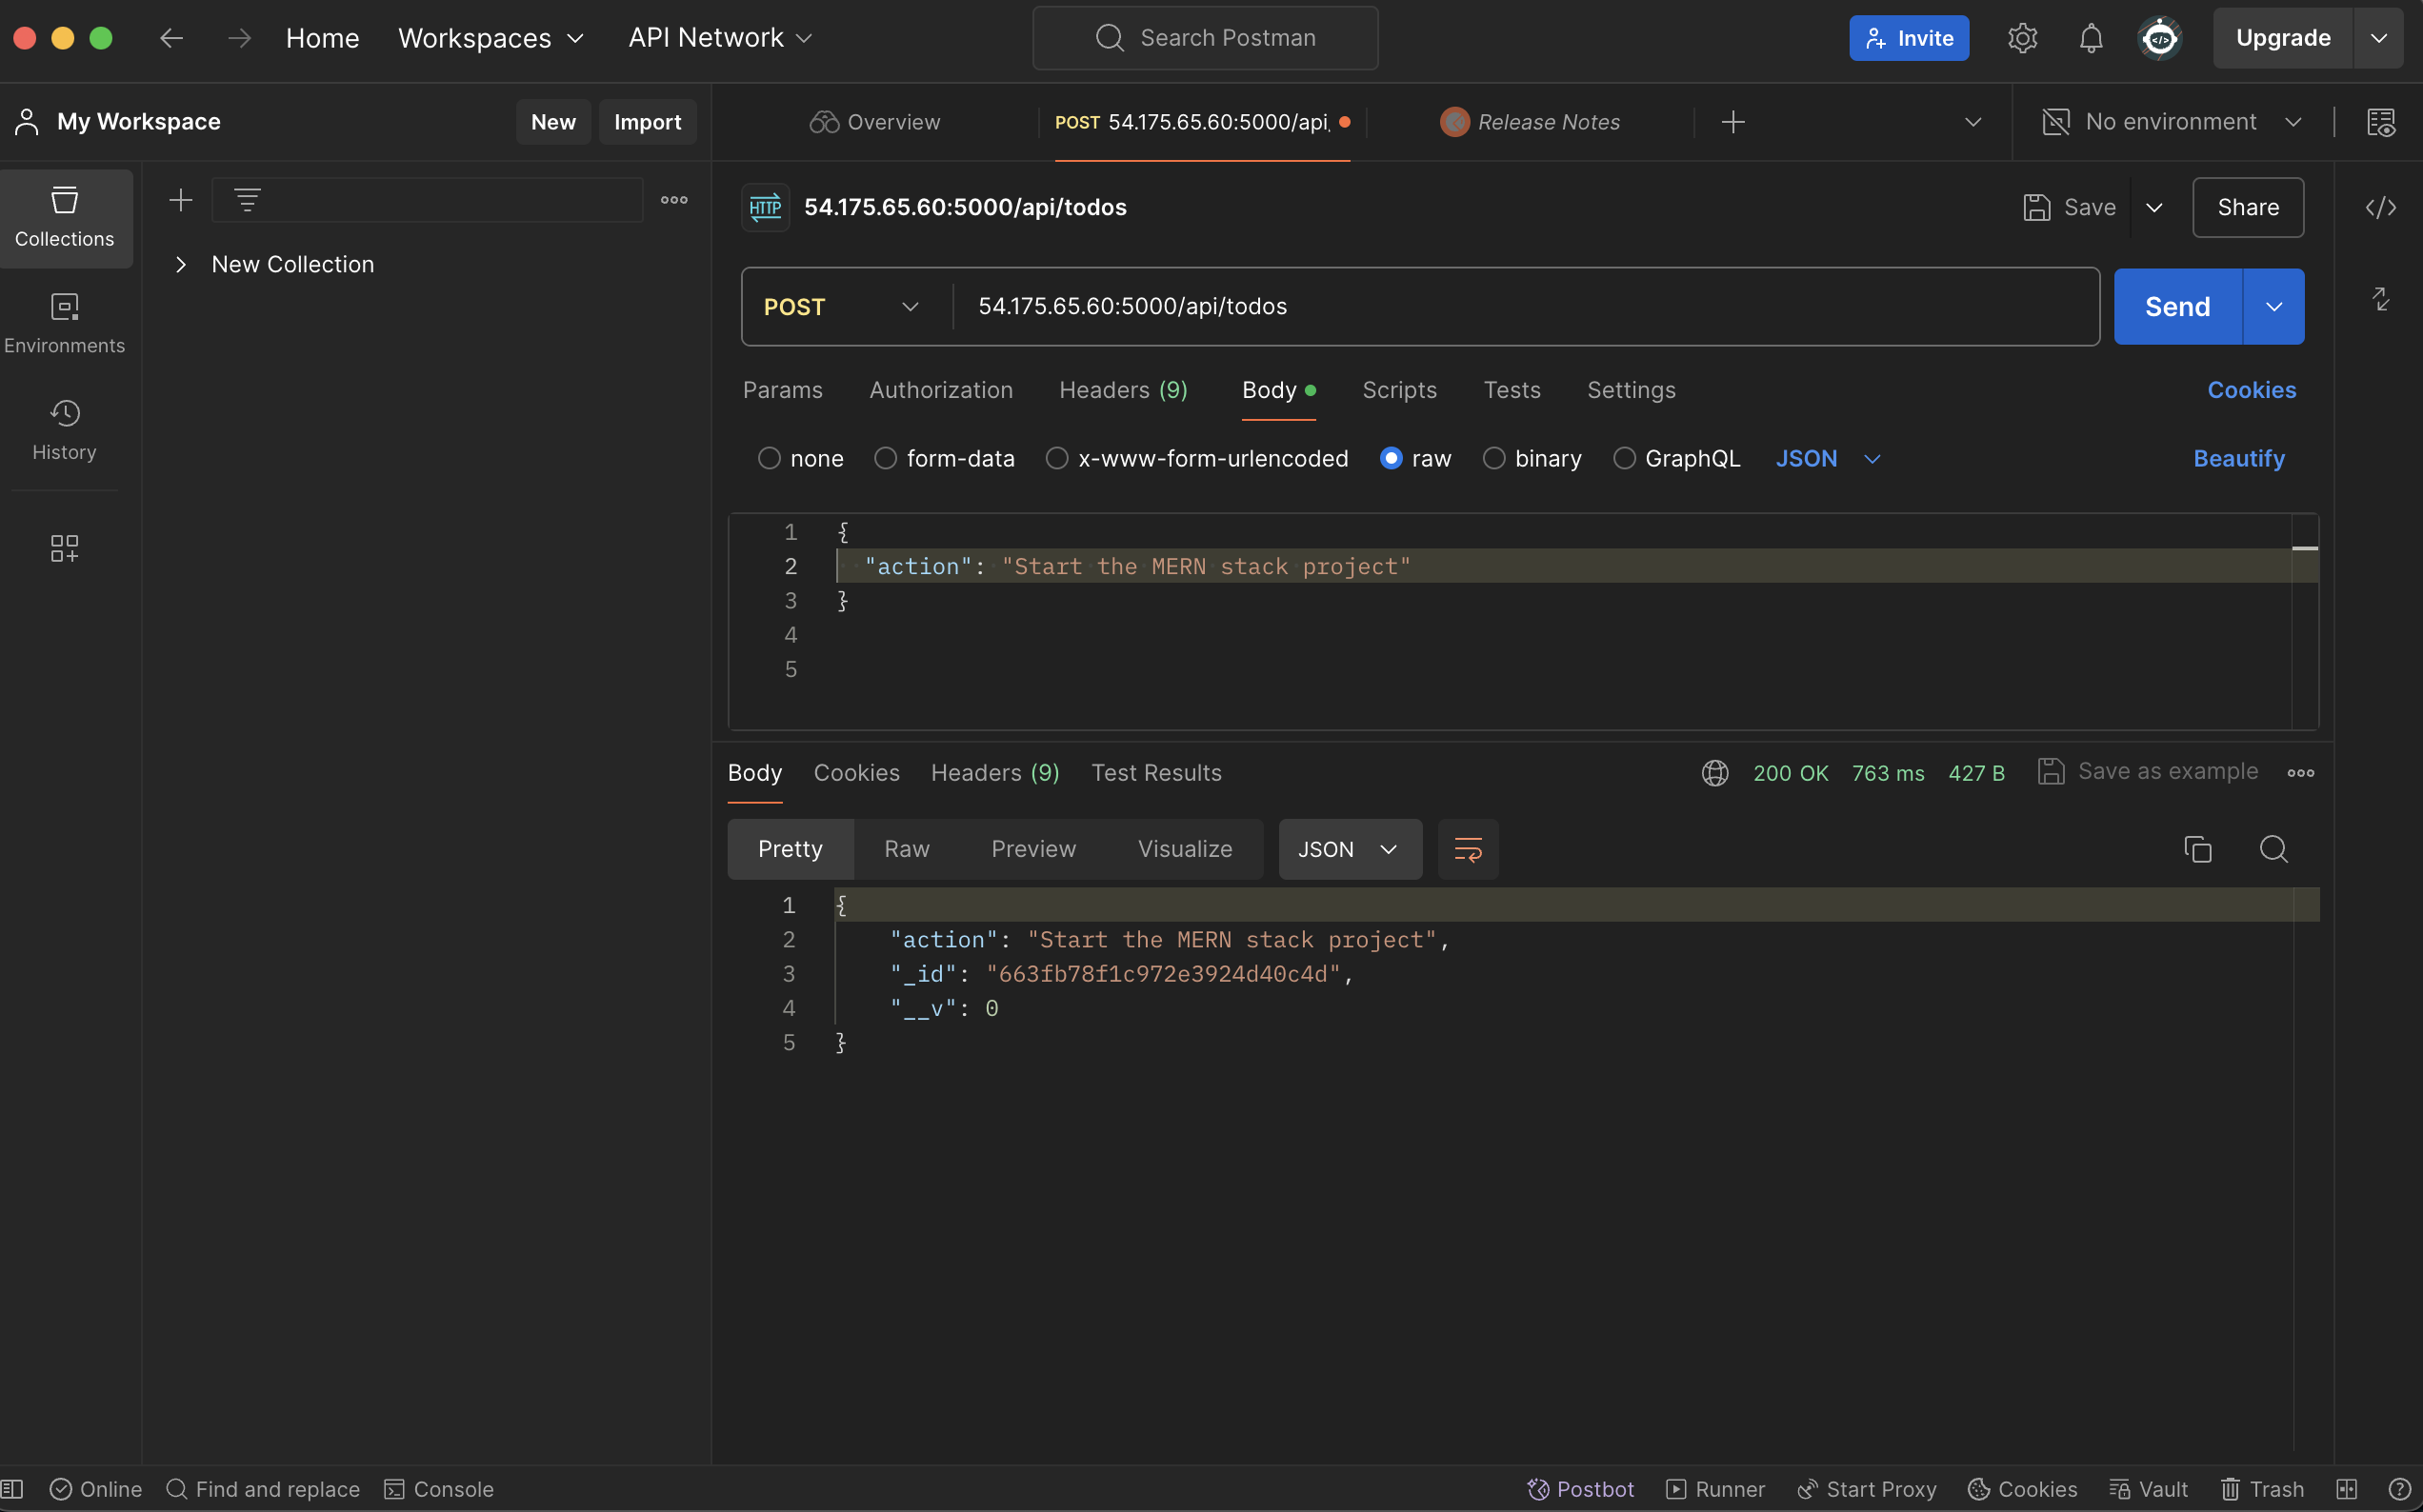 Home Workspaces API Network Search Postman Invite Upgrade
My Workspace New Import Overview POST 54.175.65.60:5000/api, Release Notes No environment
Collections
New Collection
Environments
History
HTTP 54.175.65.60:5000/api/todos Save Share
POST 54.175.65.60:5000/api/todos Send
Params Authorization Headers (9) Body Scripts Tests Settings Cookies
none form-data x-www-form-urlencoded raw binary GraphQL JSON Beautify
1 {
2 "action": "Start the MERN stack project"
3 }
4
5
Body Cookies Headers (9) Test Results 200 OK 763 ms 427 B Save as example
Pretty Raw Preview Visualize JSON
1 {
2 "action": "Start the MERN stack project",
3 "_id": "663fb78f1c972e3924d40c4d",
4 "__v": 0
5 }
Online Find and replace Console Postbot Runner Start Proxy Cookies Vault Trash